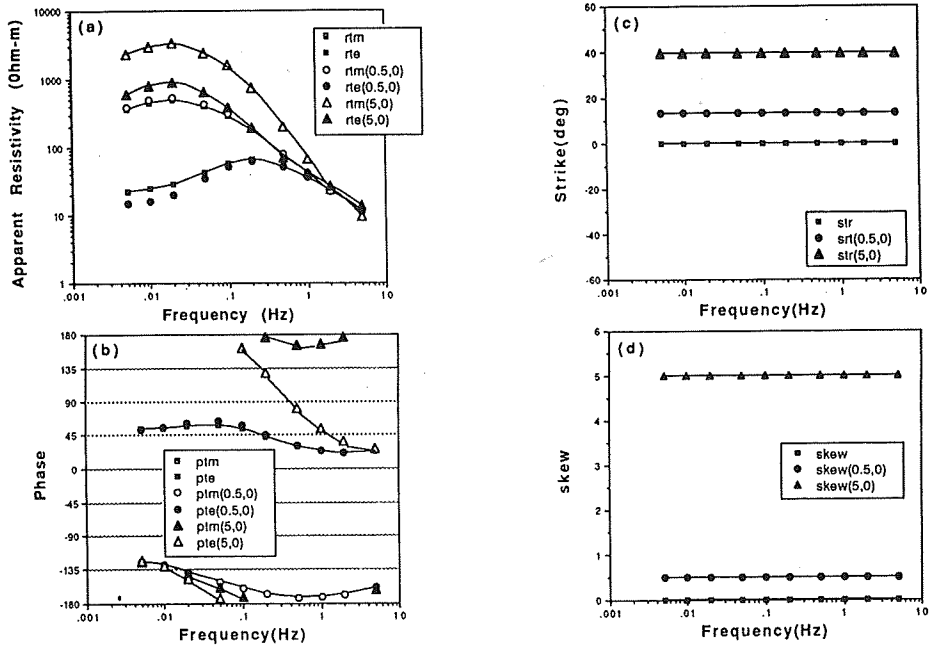 (a)
10000
1000
100
10
1
Apparent Resistivity (Ohm-m)
.001 .01 .1 1 10
Frequency (Hz)
rtm
rte
rtm(0.5,0)
rte(0.5,0)
rtm(5,0)
rte(5,0)
(c)
60
40
20
0
-20
-40
-60
Strike(deg)
.001 .01 .1 1 10
Frequency(Hz)
str
srt(0.5,0)
str(5,0)
(b)
180
135
90
45
0
-45
-90
-135
-180
Phase
.001 .01 .1 1 10
Frequency(Hz)
ptm
pte
ptm(0.5,0)
pte(0.5,0)
ptm(5,0)
pte(5,0)
(d)
6
5
4
3
2
1
0
skew
.001 .01 .1 1 10
Frequency(Hz)
skew
skew(0.5,0)
skew(5,0)